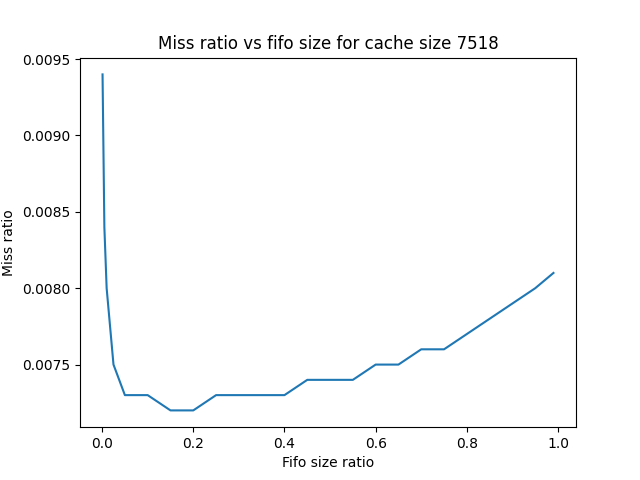 Miss ratio vs fifo size for cache size 7518
0.0095
0.0090
0.0085
0.0080
0.0075
Miss ratio
0.0 0.2 0.4 0.6 0.8 1.0
Fifo size ratio